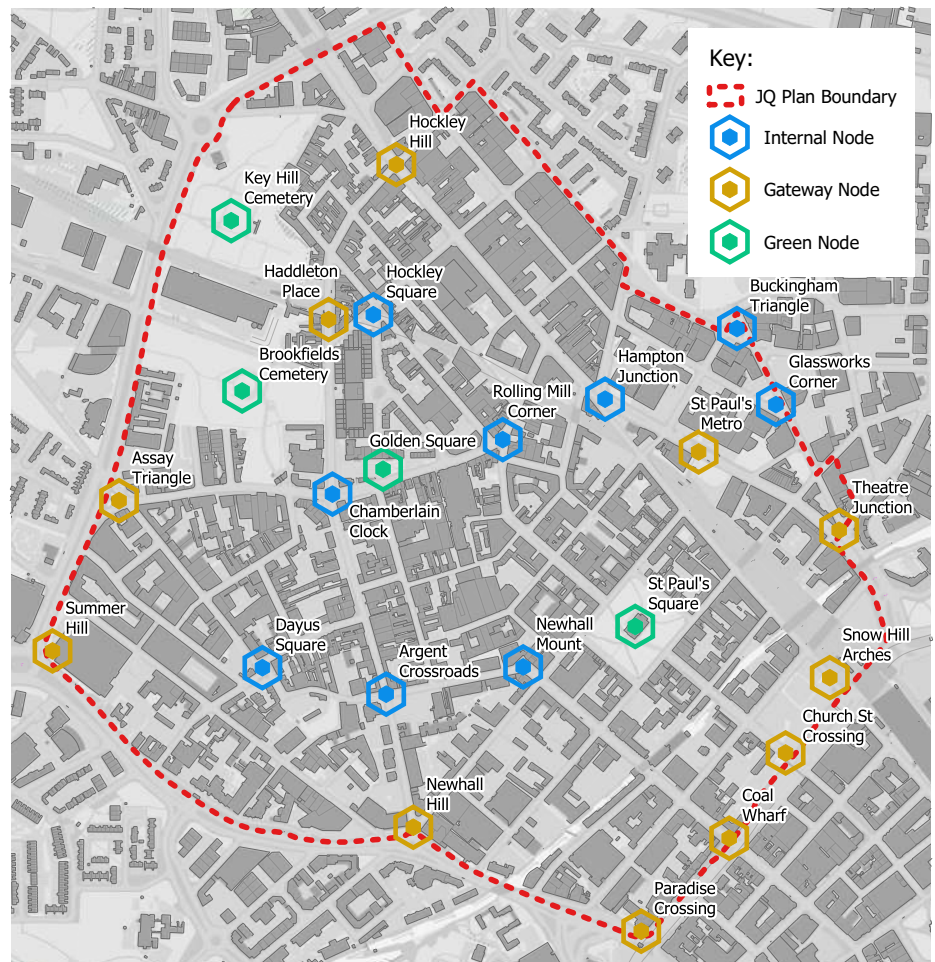 Key:
JQ Plan Boundary
Internal Node
Gateway Node
Green Node
Hockley
Hill
Key Hill
Cemetery
Haddleton
Place
Hockley
Square
Buckingham
Triangle
Brookfields
Cemetery
Hampton
Junction
Glassworks
Corner
Rolling Mill
Corner
St Paul's
Metro
Golden Square
Assay
Triangle
Chamberlain
Clock
Theatre
Junction
St Paul's
Square
Summer
Hill
Dayus
Square
Newhall
Mount
Snow Hill
Arches
Argent
Crossroads
Church St
Crossing
Newhall
Hill
Coal
Wharf
Paradise
Crossing